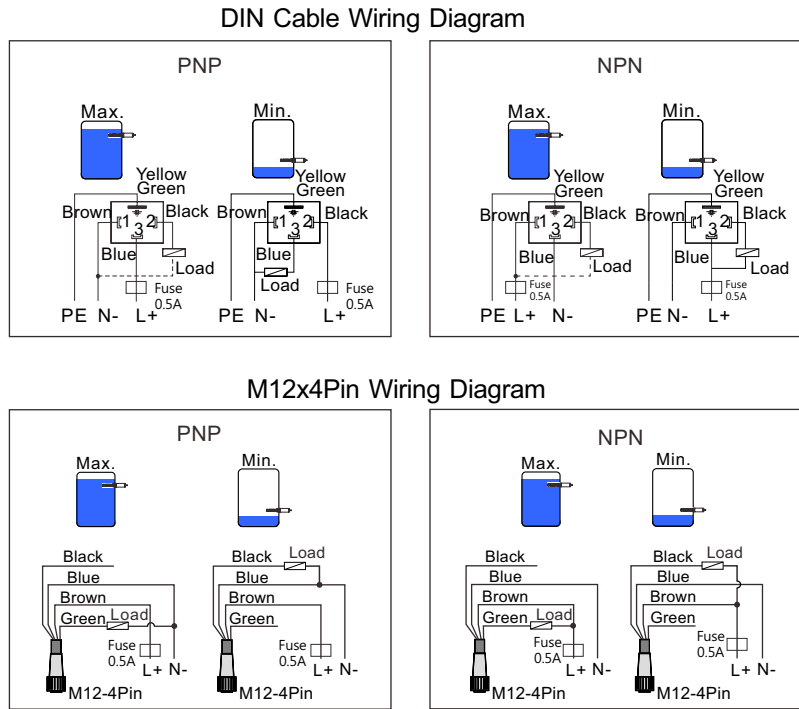 DIN Cable Wiring Diagram
PNP
Max.
Min.
Yellow
Green
Yellow
Green
Brown
1
2
3
Black
Brown
1
2
3
Black
Blue
Load
Blue
Load
Fuse
0.5A
Fuse
0.5A
PE N- L+
PE N- L+
NPN
Max.
Min.
Yellow
Green
Yellow
Green
Brown
1
2
3
Black
Brown
1
2
3
Black
Blue
Load
Blue
Load
Fuse
0.5A
Fuse
0.5A
PE L+ N-
PE N- L+
M12x4Pin Wiring Diagram
PNP
Max.
Min.
Black
Blue
Brown
Green Load
Fuse
0.5A
L+ N-
M12-4Pin
Black Load
Blue
Brown
Green
Fuse
0.5A
L+ N-
M12-4Pin
NPN
Max.
Min.
Black
Blue
Brown
Green Load
Fuse
0.5A
L+ N-
M12-4Pin
Black Load
Blue
Brown
Green
Fuse
0.5A
L+ N-
M12-4Pin